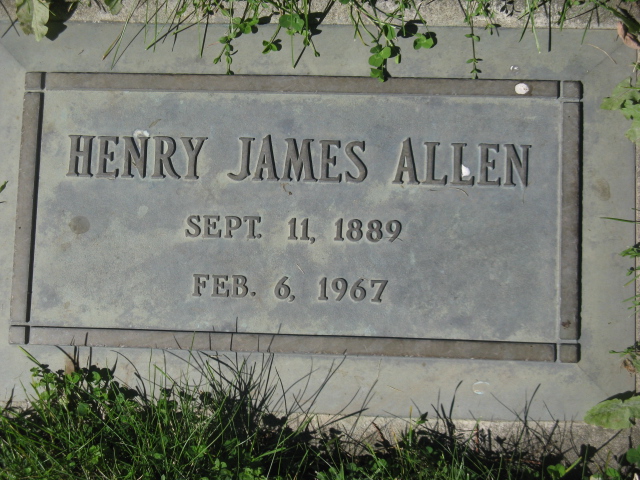 HENRY JAMES ALLEN
SEPT. 11, 1889
FEB. 6, 1967